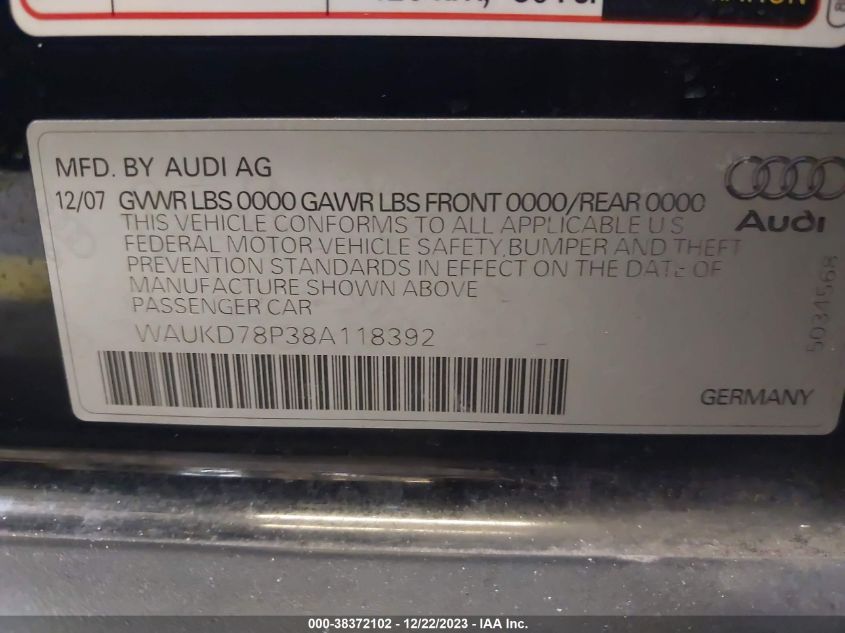 MFD. BY AUDI AG
12/07 GVWR LBS 0000 GAWR LBS FRONT 0000/REAR 0000
THIS VEHICLE CONFORMS TO ALL APPLICABLE U S
FEDERAL MOTOR VEHICLE SAFETY,BUMPER AND THEFT
PREVENTION STANDARDS IN EFFECT ON THE DATE OF
MANUFACTURE SHOWN ABOVE
PASSENGER CAR
WAUKD78P38A118392
Audi
5034568
GERMANY
000-38372102 - 12/22/2023 - IAA Inc.